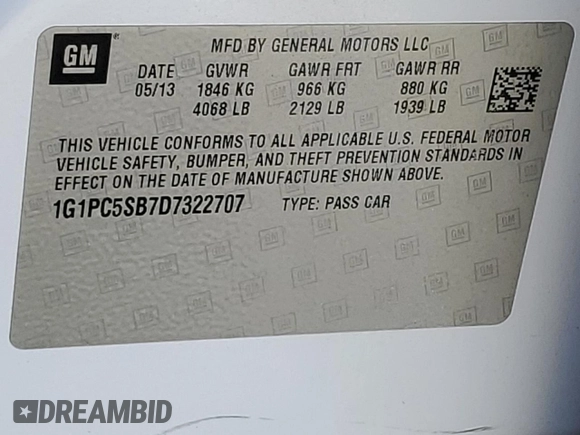 GM
MFD BY GENERAL MOTORS LLC
DATE GVWR GAWR FRT GAWR RR
05/13 1846 KG 966 KG 880 KG
4068 LB 2129 LB 1939 LB
THIS VEHICLE CONFORMS TO ALL APPLICABLE U.S. FEDERAL MOTOR
VEHICLE SAFETY, BUMPER, AND THEFT PREVENTION STANDARDS IN
EFFECT ON THE DATE OF MANUFACTURE SHOWN ABOVE.
1G1PC5SB7D7322707 TYPE: PASS CAR
DREAMBID